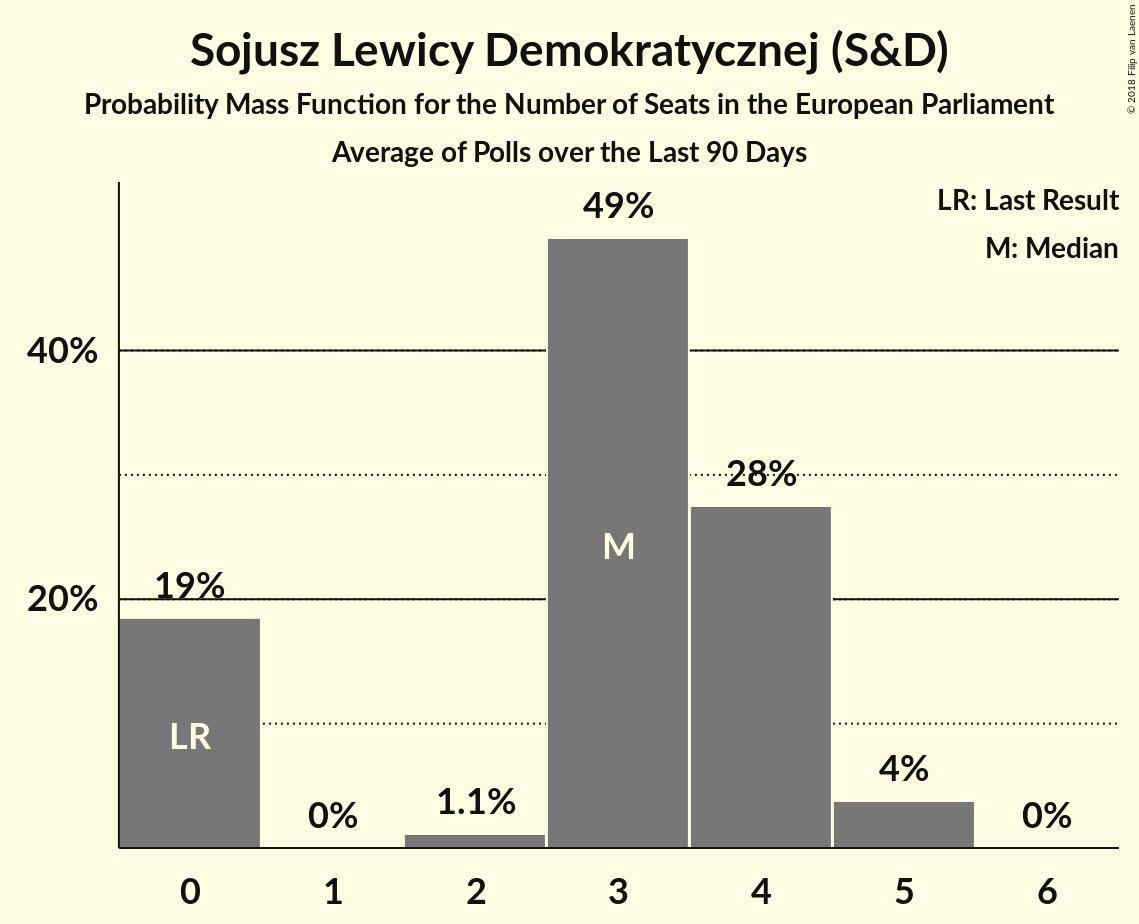 Sojusz Lewicy Demokratycznej (S&D)
Probability Mass Function for the Number of Seats in the European Parliament
Average of Polls over the Last 90 Days
© 2018 Filip van Laenen
LR: Last Result
M: Median
49%
40%
28%
M
19%
20%
LR
4%
1.1%
0%
0%
0 1 2 3 4 5 6